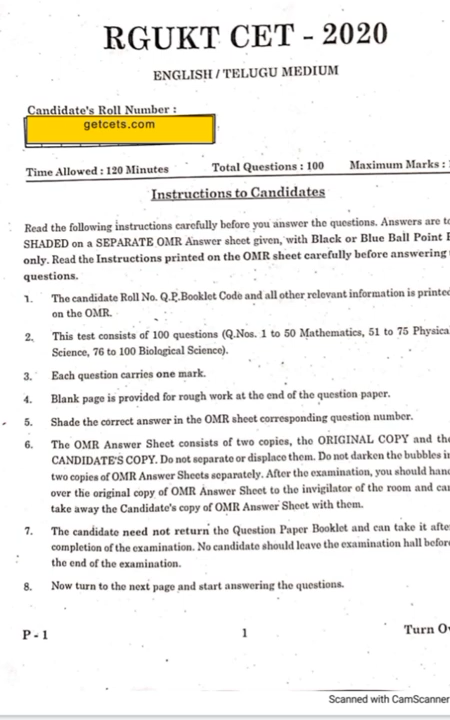 RGUKT CET - 2020
ENGLISH / TELUGU MEDIUM
Candidate's Roll Number :
getcets.com
Time Allowed : 120 Minutes Total Questions : 100 Maximum Marks :
Instructions to Candidates
Read the following instructions carefully before you answer the questions. Answers are to
SHADED on a SEPARATE OMR Answer sheet given, with Black or Blue Ball Point
only. Read the Instructions printed on the OMR sheet carefully before answering
questions.
1. The candidate Roll No. Q.P.Booklet Code and all other relevant information is printed
on the OMR.
2. This test consists of 100 questions (Q.Nos. 1 to 50 Mathematics, 51 to 75 Physica
Science, 76 to 100 Biological Science).
3. Each question carries one mark.
4. Blank page is provided for rough work at the end of the question paper.
5. Shade the correct answer in the OMR sheet corresponding question number.
6. The OMR Answer Sheet consists of two copies, the ORIGINAL COPY and the
CANDIDATE'S COPY. Do not separate or displace them. Do not darken the bubbles in
two copies of OMR Answer Sheets separately. After the examination, you should hand
over the original copy of OMR Answer Sheet to the invigilator of the room and can
take away the Candidate's copy of OMR Answer Sheet with them.
7. The candidate need not return the Question Paper Booklet and can take it after
completion of the examination. No candidate should leave the examination hall before
the end of the examination.
8. Now turn to the next page and start answering the questions.
P - 1 1 Turn Ov
Scanned with CamScanner